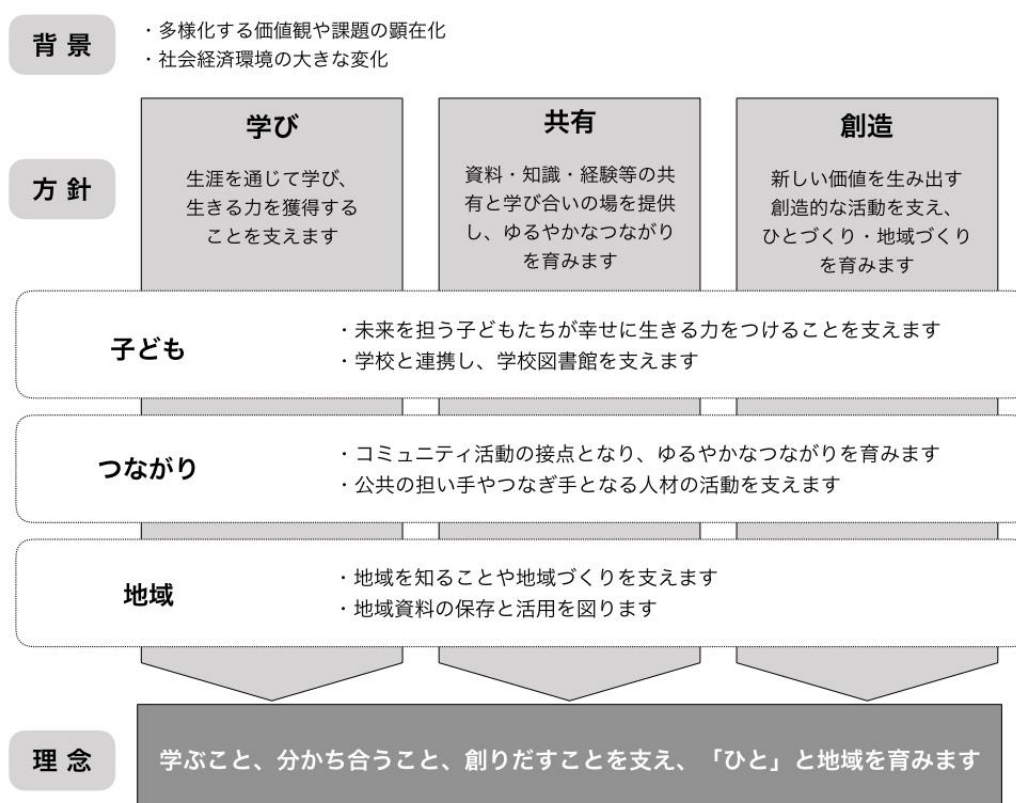 背景
・多様化する価値観や課題の顕在化
・社会経済環境の大きな変化
方針
学び
生涯を通じて学び、
生きる力を獲得する
ことを支えます
共有
資料・知識・経験等の共
有と学び合いの場を提供
し、ゆるやかなつながり
を育みます
創造
新しい価値を生み出す
創造的な活動を支え、
ひとづくり・地域づくり
を育みます
子ども
・未来を担う子どもたちが幸せに生きる力をつけることを支えます
・学校と連携し、学校図書館を支えます
つながり
・コミュニティ活動の接点となり、ゆるやかなつながりを育みます
・公共の担い手やつなぎ手となる人材の活動を支えます
地域
・地域を知ることや地域づくりを支えます
・地域資料の保存と活用を図ります
理念
学ぶこと、分かち合うこと、創りだすことを支え、「ひと」と地域を育みます